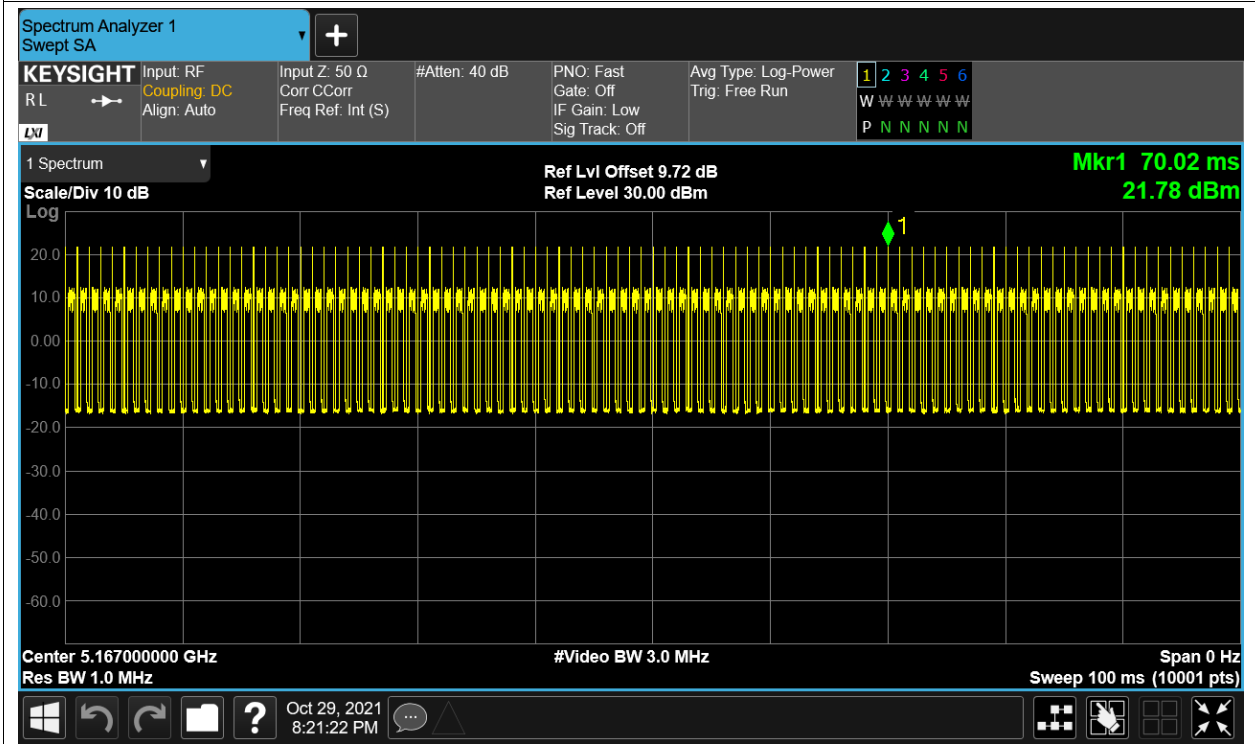 Spectrum Analyzer 1
Swept SA
+
KEYSIGHT Input: RF Input Z: 50 Ω #Atten: 40 dB PNO: Fast Avg Type: Log-Power 1 2 3 4 5 6
R L Coupling: DC Corr CCorr Gate: Off Trig: Free Run W W W W W W
Align: Auto Freq Ref: Int (S) IF Gain: Low
LXI Sig Track: Off P N N N N N
1 Spectrum Ref Lvl Offset 9.72 dB Mkr1 70.02 ms
Scale/Div 10 dB Ref Level 30.00 dBm 21.78 dBm
Log
1
20.0
10.0
0.00
-10.0
-20.0
-30.0
-40.0
-50.0
-60.0
Center 5.167000000 GHz #Video BW 3.0 MHz Span 0 Hz
Res BW 1.0 MHz Sweep 100 ms (10001 pts)
? Oct 29, 2021
8:21:22 PM